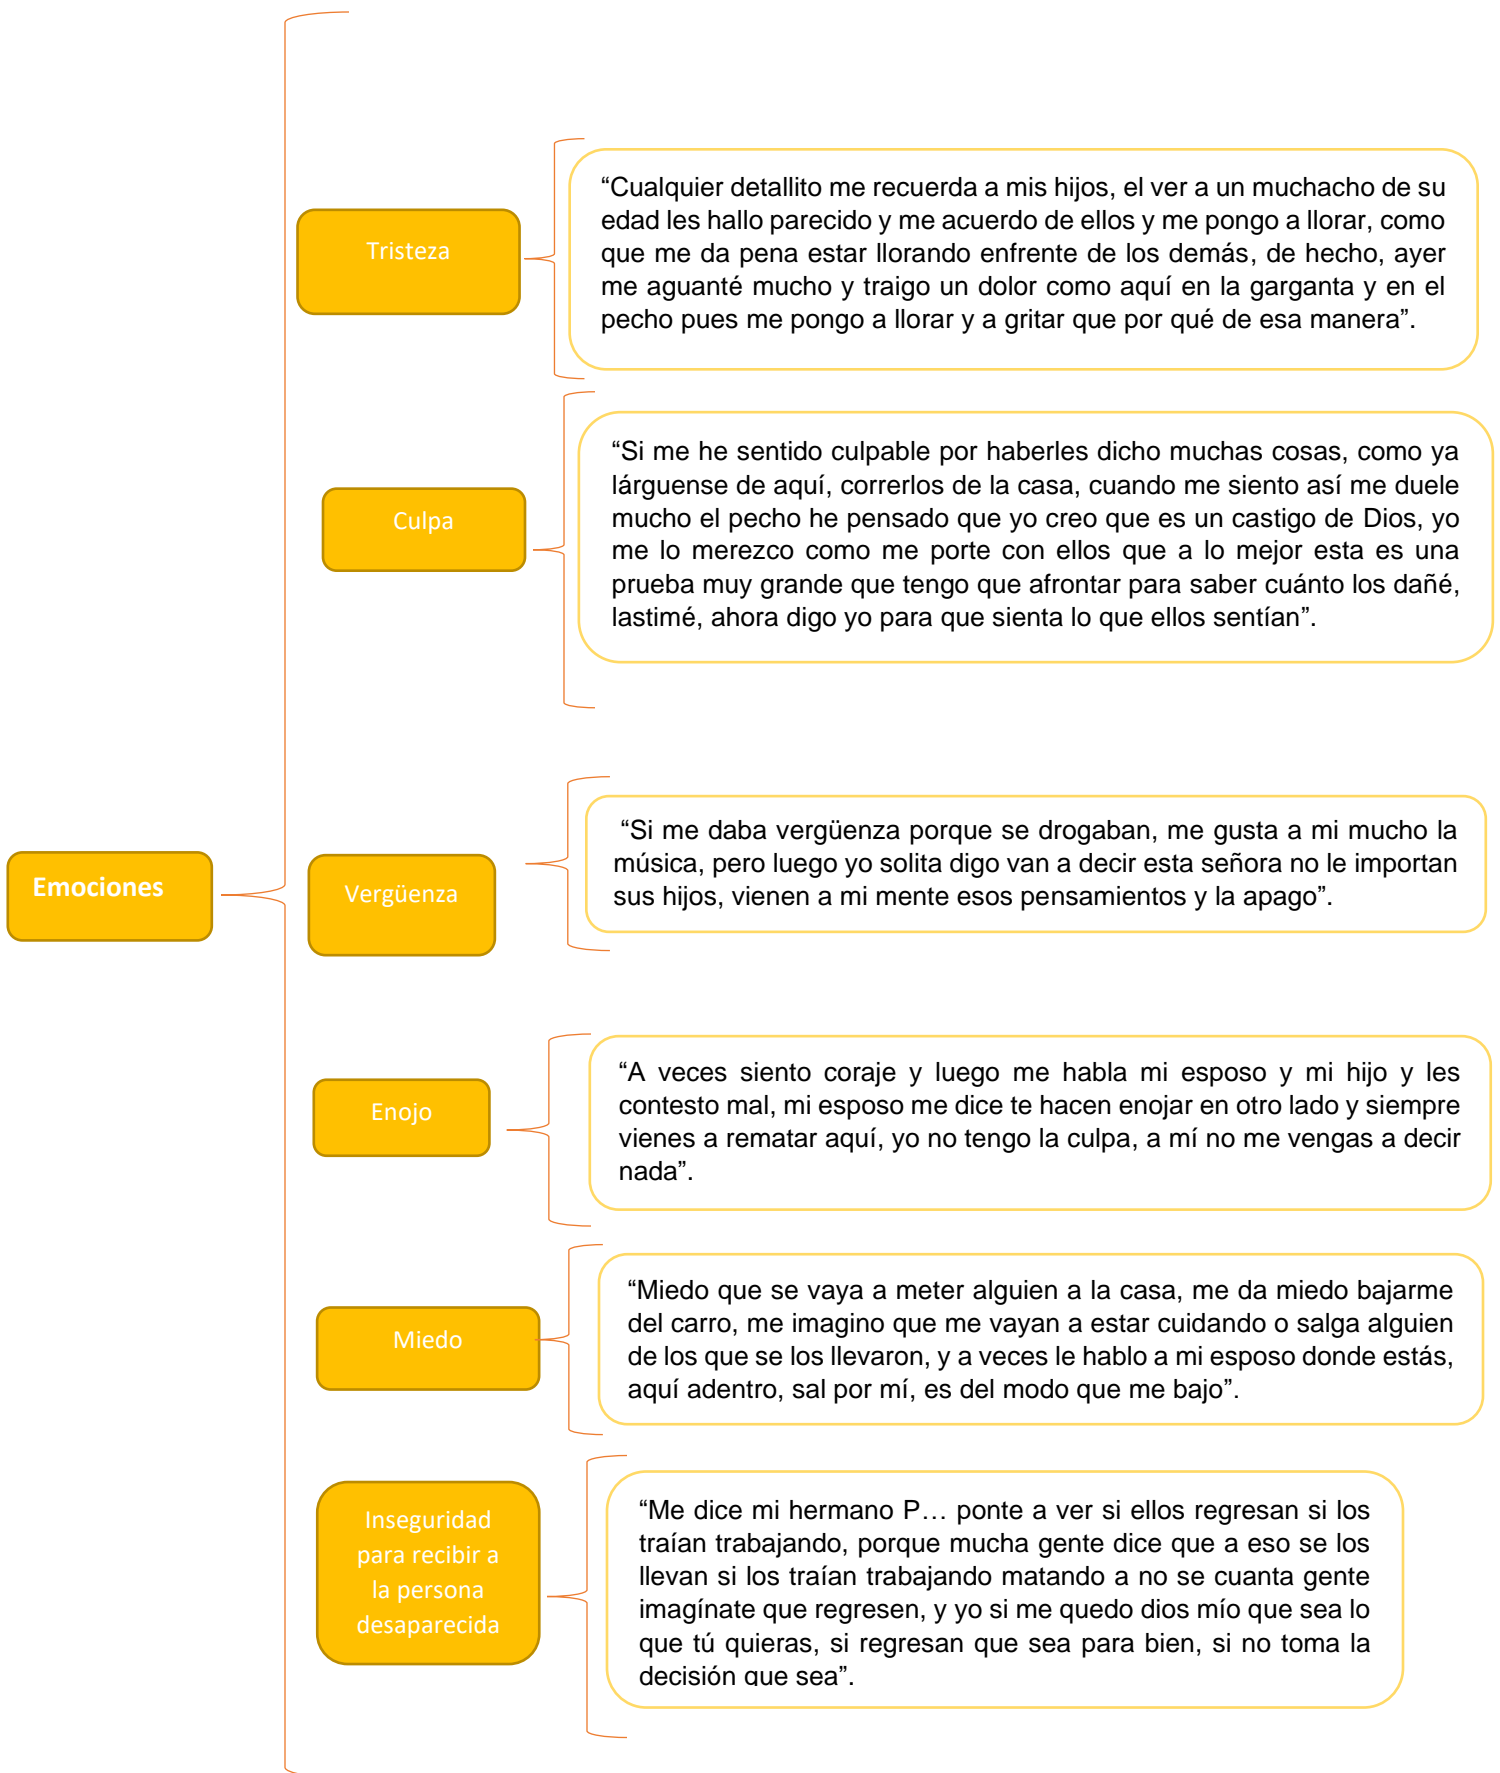 Emociones
Tristeza
“Cualquier detallito me recuerda a mis hijos, el ver a un muchacho de su
edad les hallo parecido y me acuerdo de ellos y me pongo a llorar, como
que me da pena estar llorando enfrente de los demás, de hecho, ayer
me aguanté mucho y traigo un dolor como aquí en la garganta y en el
pecho pues me pongo a llorar y a gritar que por qué de esa manera”.
Culpa
“Si me he sentido culpable por haberles dicho muchas cosas, como ya
lárguense de aquí, correrlos de la casa, cuando me siento así me duele
mucho el pecho he pensado que yo creo que es un castigo de Dios, yo
me lo merezco como me porte con ellos que a lo mejor esta es una
prueba muy grande que tengo que afrontar para saber cuánto los dañé,
lastimé, ahora digo yo para que sienta lo que ellos sentían”.
Vergüenza
“Si me daba vergüenza porque se drogaban, me gusta a mi mucho la
música, pero luego yo solita digo van a decir esta señora no le importan
sus hijos, vienen a mi mente esos pensamientos y la apago”.
Enojo
“A veces siento coraje y luego me habla mi esposo y mi hijo y les
contesto mal, mi esposo me dice te hacen enojar en otro lado y siempre
vienes a rematar aquí, yo no tengo la culpa, a mí no me vengas a decir
nada”.
Miedo
“Miedo que se vaya a meter alguien a la casa, me da miedo bajarme
del carro, me imagino que me vayan a estar cuidando o salga alguien
de los que se los llevaron, y a veces le hablo a mi esposo donde estás,
aquí adentro, sal por mí, es del modo que me bajo”.
Inseguridad
para recibir a
la persona
desaparecida
“Me dice mi hermano P… ponte a ver si ellos regresan si los
traían trabajando, porque mucha gente dice que a eso se los
llevan si los traían trabajando matando a no se cuanta gente
imagínate que regresen, y yo si me quedo dios mío que sea lo
que tú quieras, si regresan que sea para bien, si no toma la
decisión que sea”.